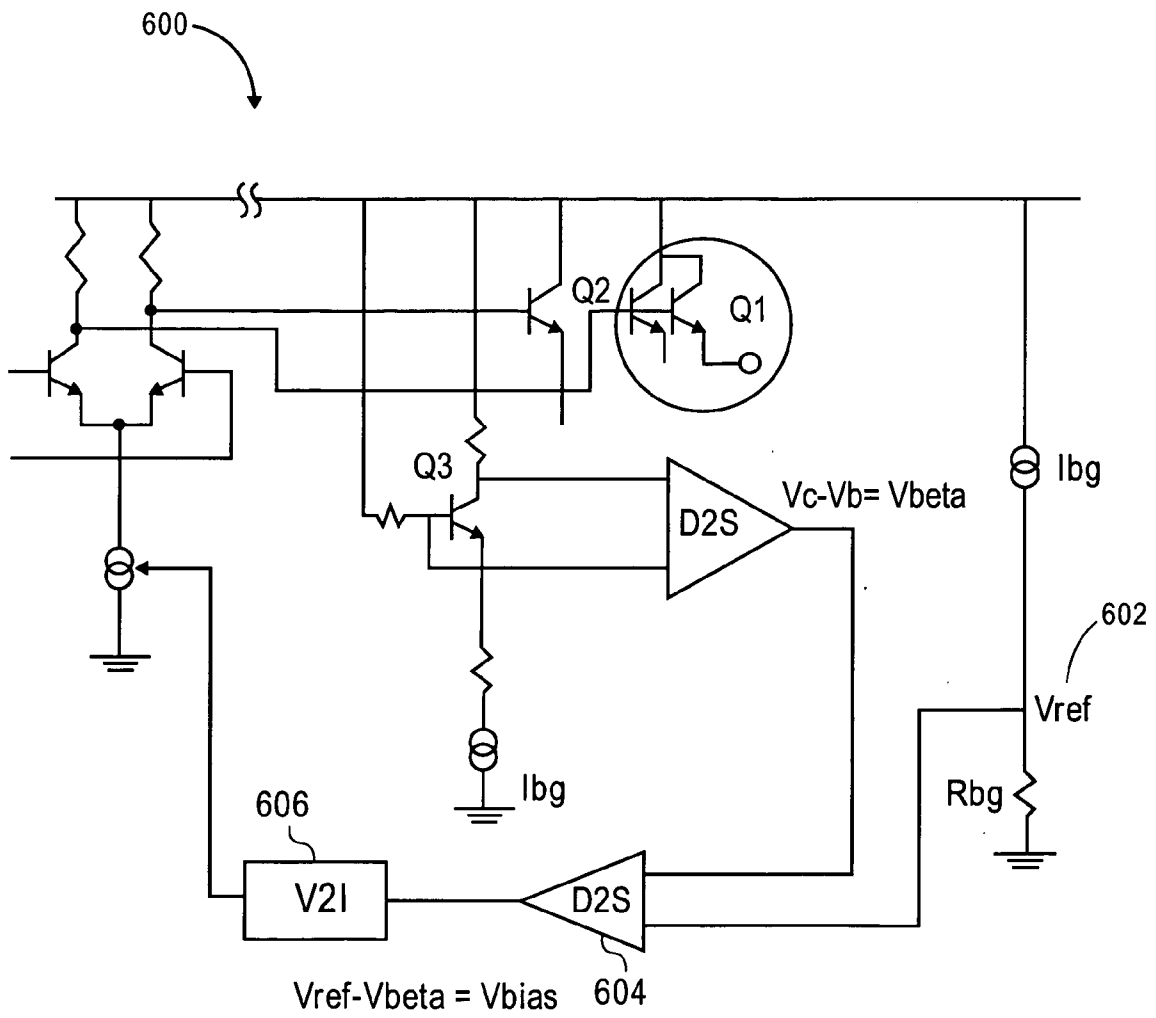 600
Q2
Q1
Q3
D2S
Vc-Vb= Vbeta
Ibg
602
Vref
Ibg
Rbg
606
V2I
D2S
Vref-Vbeta = Vbias
604